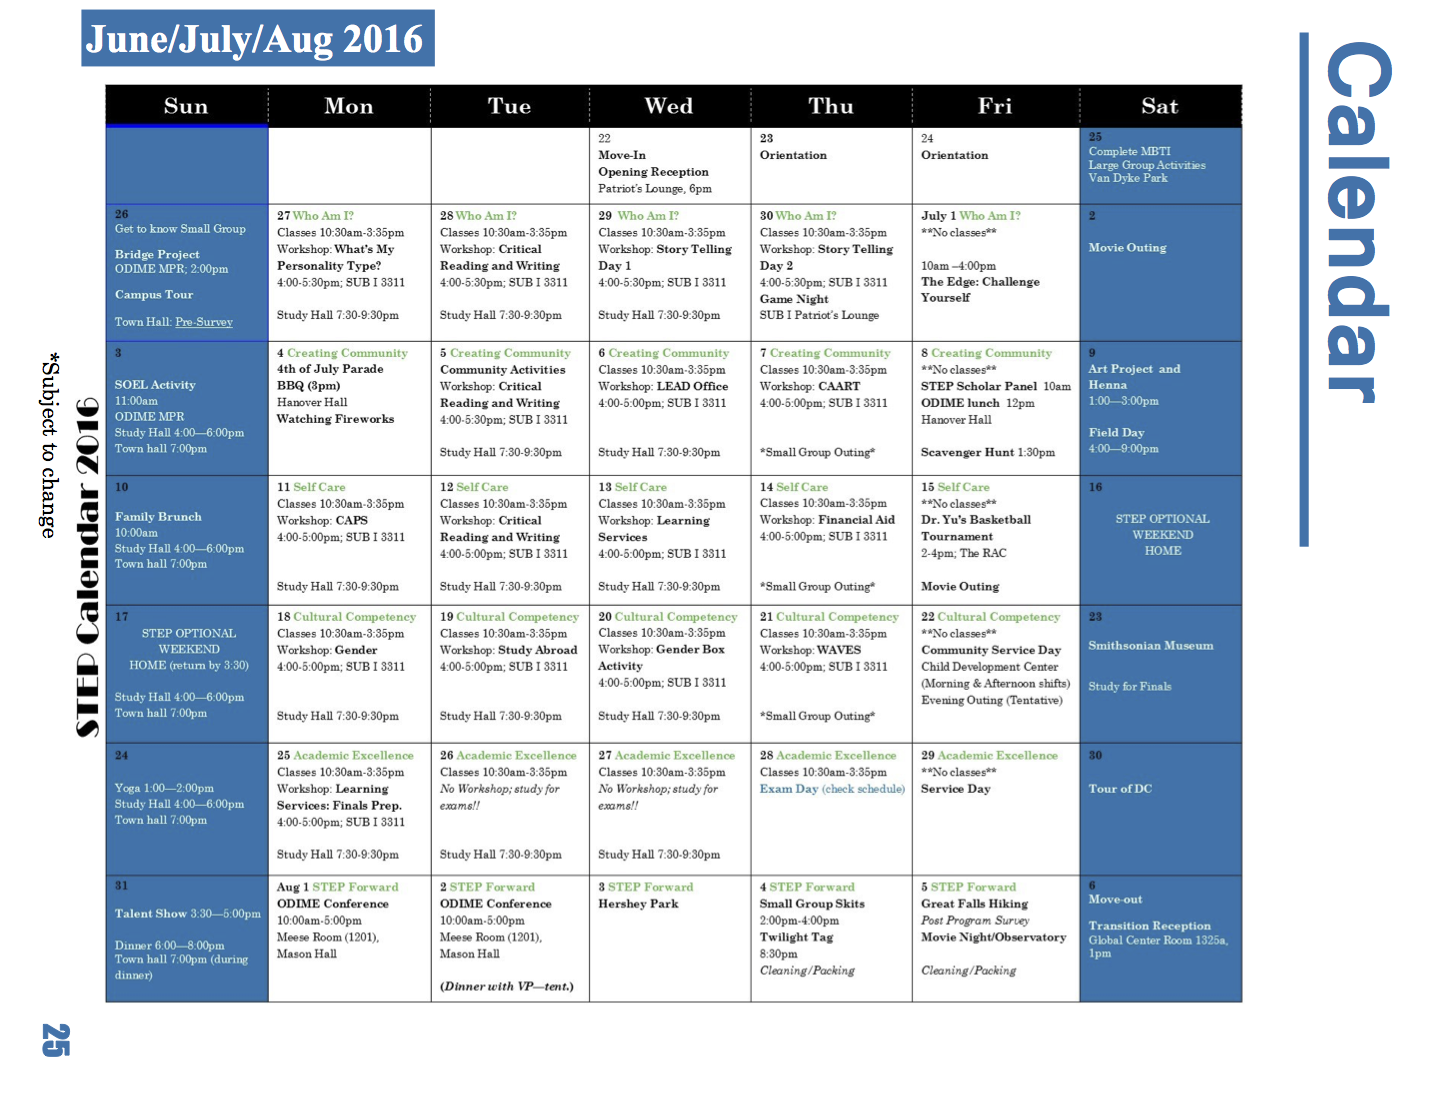 June/July/Aug 2016
Calendar
STEP Calendar 2016
*Subject to change
Sun Mon Tue Wed Thu Fri Sat
22
Move-In
Opening Reception
Patriot's Lounge, 6pm
23
Orientation
24
Orientation
25
Complete MBTI
Large Group Activities
Van Dyke Park
26
Get to know Small Group
Bridge Project
ODIME MPR; 2:00pm
Campus Tour
Town Hall: Pre-Survey
27 Who Am I?
Classes 10:30am-3:35pm
Workshop: What's My
Personality Type?
4:00-5:30pm; SUB I 3311
Study Hall 7:30-9:30pm
28 Who Am I?
Classes 10:30am-3:35pm
Workshop: Critical
Reading and Writing
4:00-5:30pm; SUB I 3311
Study Hall 7:30-9:30pm
29 Who Am I?
Classes 10:30am-3:35pm
Workshop: Story Telling
Day 1
4:00-5:30pm; SUB I 3311
Study Hall 7:30-9:30pm
30 Who Am I?
Classes 10:30am-3:35pm
Workshop: Story Telling
Day 2
4:00-5:30pm; SUB I 3311
Game Night
SUB I Patriot's Lounge
July 1 Who Am I?
**No classes**
10am –4:00pm
The Edge: Challenge
Yourself
2
Movie Outing
3
SOEL Activity
11:00am
ODIME MPR
Study Hall 4:00—6:00pm
Town hall 7:00pm
4 Creating Community
4th of July Parade
BBQ (3pm)
Hanover Hall
Watching Fireworks
5 Creating Community
Community Activities
Workshop: Critical
Reading and Writing
4:00-5:30pm; SUB I 3311
Study Hall 7:30-9:30pm
6 Creating Community
Classes 10:30am-3:35pm
Workshop: LEAD Office
4:00-5:00pm; SUB I 3311
Study Hall 7:30-9:30pm
7 Creating Community
Classes 10:30am-3:35pm
Workshop: CAART
4:00-5:00pm; SUB I 3311
*Small Group Outing*
8 Creating Community
**No classes**
STEP Scholar Panel 10am
ODIME lunch 12pm
Hanover Hall
Scavenger Hunt 1:30pm
9
Art Project and
Henna
1:00—3:00pm
Field Day
4:00—9:00pm
10
Family Brunch
10:00am
Study Hall 4:00—6:00pm
Town hall 7:00pm
11 Self Care
Classes 10:30am-3:35pm
Workshop: CAPS
4:00-5:00pm; SUB I 3311
Study Hall 7:30-9:30pm
12 Self Care
Classes 10:30am-3:35pm
Workshop: Critical
Reading and Writing
4:00-5:00pm; SUB I 3311
Study Hall 7:30-9:30pm
13 Self Care
Classes 10:30am-3:35pm
Workshop: Learning
Services
4:00-5:00pm; SUB I 3311
Study Hall 7:30-9:30pm
14 Self Care
Classes 10:30am-3:35pm
Workshop: Financial Aid
4:00-5:00pm; SUB I 3311
*Small Group Outing*
15 Self Care
**No classes**
Dr. Yu's Basketball
Tournament
2-4pm; The RAC
Movie Outing
16
STEP OPTIONAL
WEEKEND
HOME
17
STEP OPTIONAL
WEEKEND
HOME (return by 3:30)
Study Hall 4:00—6:00pm
Town hall 7:00pm
18 Cultural Competency
Classes 10:30am-3:35pm
Workshop: Gender
4:00-5:00pm; SUB I 3311
Study Hall 7:30-9:30pm
19 Cultural Competency
Classes 10:30am-3:35pm
Workshop: Study Abroad
4:00-5:00pm; SUB I 3311
Study Hall 7:30-9:30pm
20 Cultural Competency
Classes 10:30am-3:35pm
Workshop: Gender Box
Activity
4:00-5:00pm; SUB I 3311
Study Hall 7:30-9:30pm
21 Cultural Competency
Classes 10:30am-3:35pm
Workshop: WAVES
4:00-5:00pm; SUB I 3311
*Small Group Outing*
22 Cultural Competency
**No classes**
Community Service Day
Child Development Center
(Morning & Afternoon shifts)
Evening Outing (Tentative)
23
Smithsonian Museum
Study for Finals
24
Yoga 1:00—2:00pm
Study Hall 4:00—6:00pm
Town hall 7:00pm
25 Academic Excellence
Classes 10:30am-3:35pm
Workshop: Learning
Services: Finals Prep.
4:00-5:00pm; SUB I 3311
Study Hall 7:30-9:30pm
26 Academic Excellence
Classes 10:30am-3:35pm
No Workshop; study for
exams!!
Study Hall 7:30-9:30pm
27 Academic Excellence
Classes 10:30am-3:35pm
No Workshop; study for
exams!!
Study Hall 7:30-9:30pm
28 Academic Excellence
Classes 10:30am-3:35pm
Exam Day (check schedule)
29 Academic Excellence
**No classes**
Service Day
30
Tour of DC
31
Talent Show 3:30—5:00pm
Dinner 6:00—8:00pm
Town hall 7:00pm (during
dinner)
Aug 1 STEP Forward
ODIME Conference
10:00am-5:00pm
Meese Room (1201),
Mason Hall
2 STEP Forward
ODIME Conference
10:00am-5:00pm
Meese Room (1201),
Mason Hall
(Dinner with VP—tent.)
3 STEP Forward
Hershey Park
4 STEP Forward
Small Group Skits
2:00pm-4:00pm
Twilight Tag
8:30pm
Cleaning/Packing
5 STEP Forward
Great Falls Hiking
Post Program Survey
Movie Night/Observatory
Cleaning/Packing
6
Move-out
Transition Reception
Global Center Room 1325a,
1pm
25